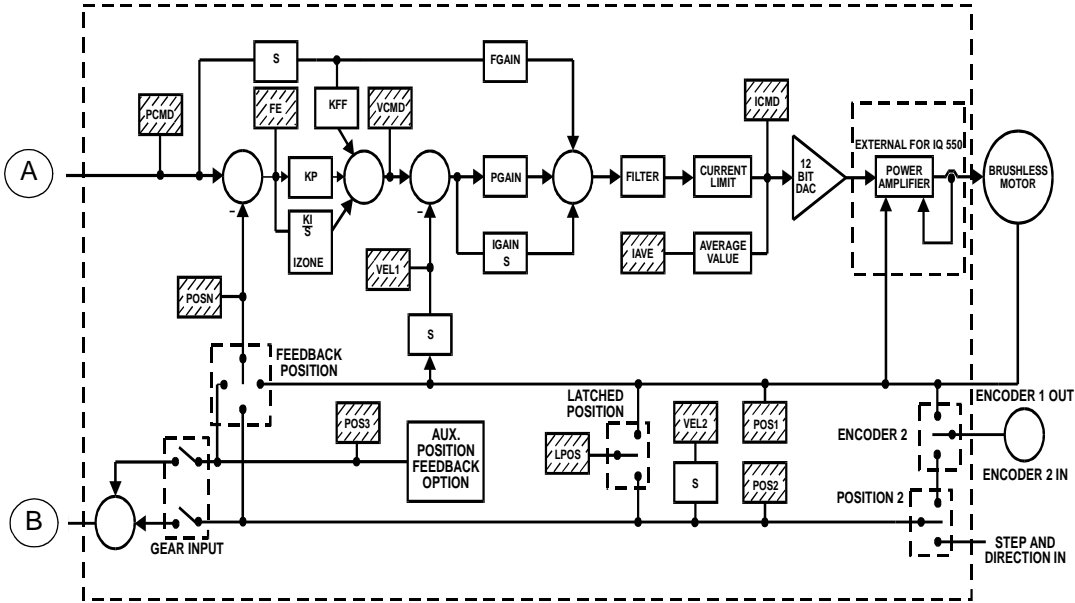 S
FGAIN
ICMD
PCMD
FE
KFF
VCMD
EXTERNAL FOR IQ 550
A
KP
PGAIN
FILTER
CURRENT
LIMIT
12
BIT
DAC
POWER
AMPLIFIER
BRUSHLESS
MOTOR
-
-
KI
S
IZONE
VEL1
IGAIN
S
IAVE
AVERAGE
VALUE
POSN
S
FEEDBACK
POSITION
LATCHED
POSITION
ENCODER 1 OUT
POS3
AUX.
POSITION
FEEDBACK
OPTION
LPOS
VEL2
POS1
ENCODER 2
S
POS2
ENCODER 2 IN
POSITION 2
B
GEAR INPUT
STEP AND
DIRECTION IN